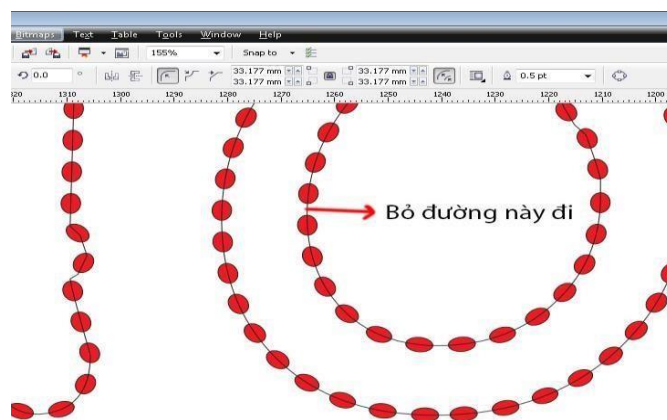 Bitmaps Text Table Tools Window Help
155% Snap to
0.0 ° 33.177 mm 33.177 mm 0.5 pt
33.177 mm 33.177 mm
320 1310 1300 1290 1280 1270 1260 1250 1240 1230 1220 1210 1200
Bỏ đường này đi